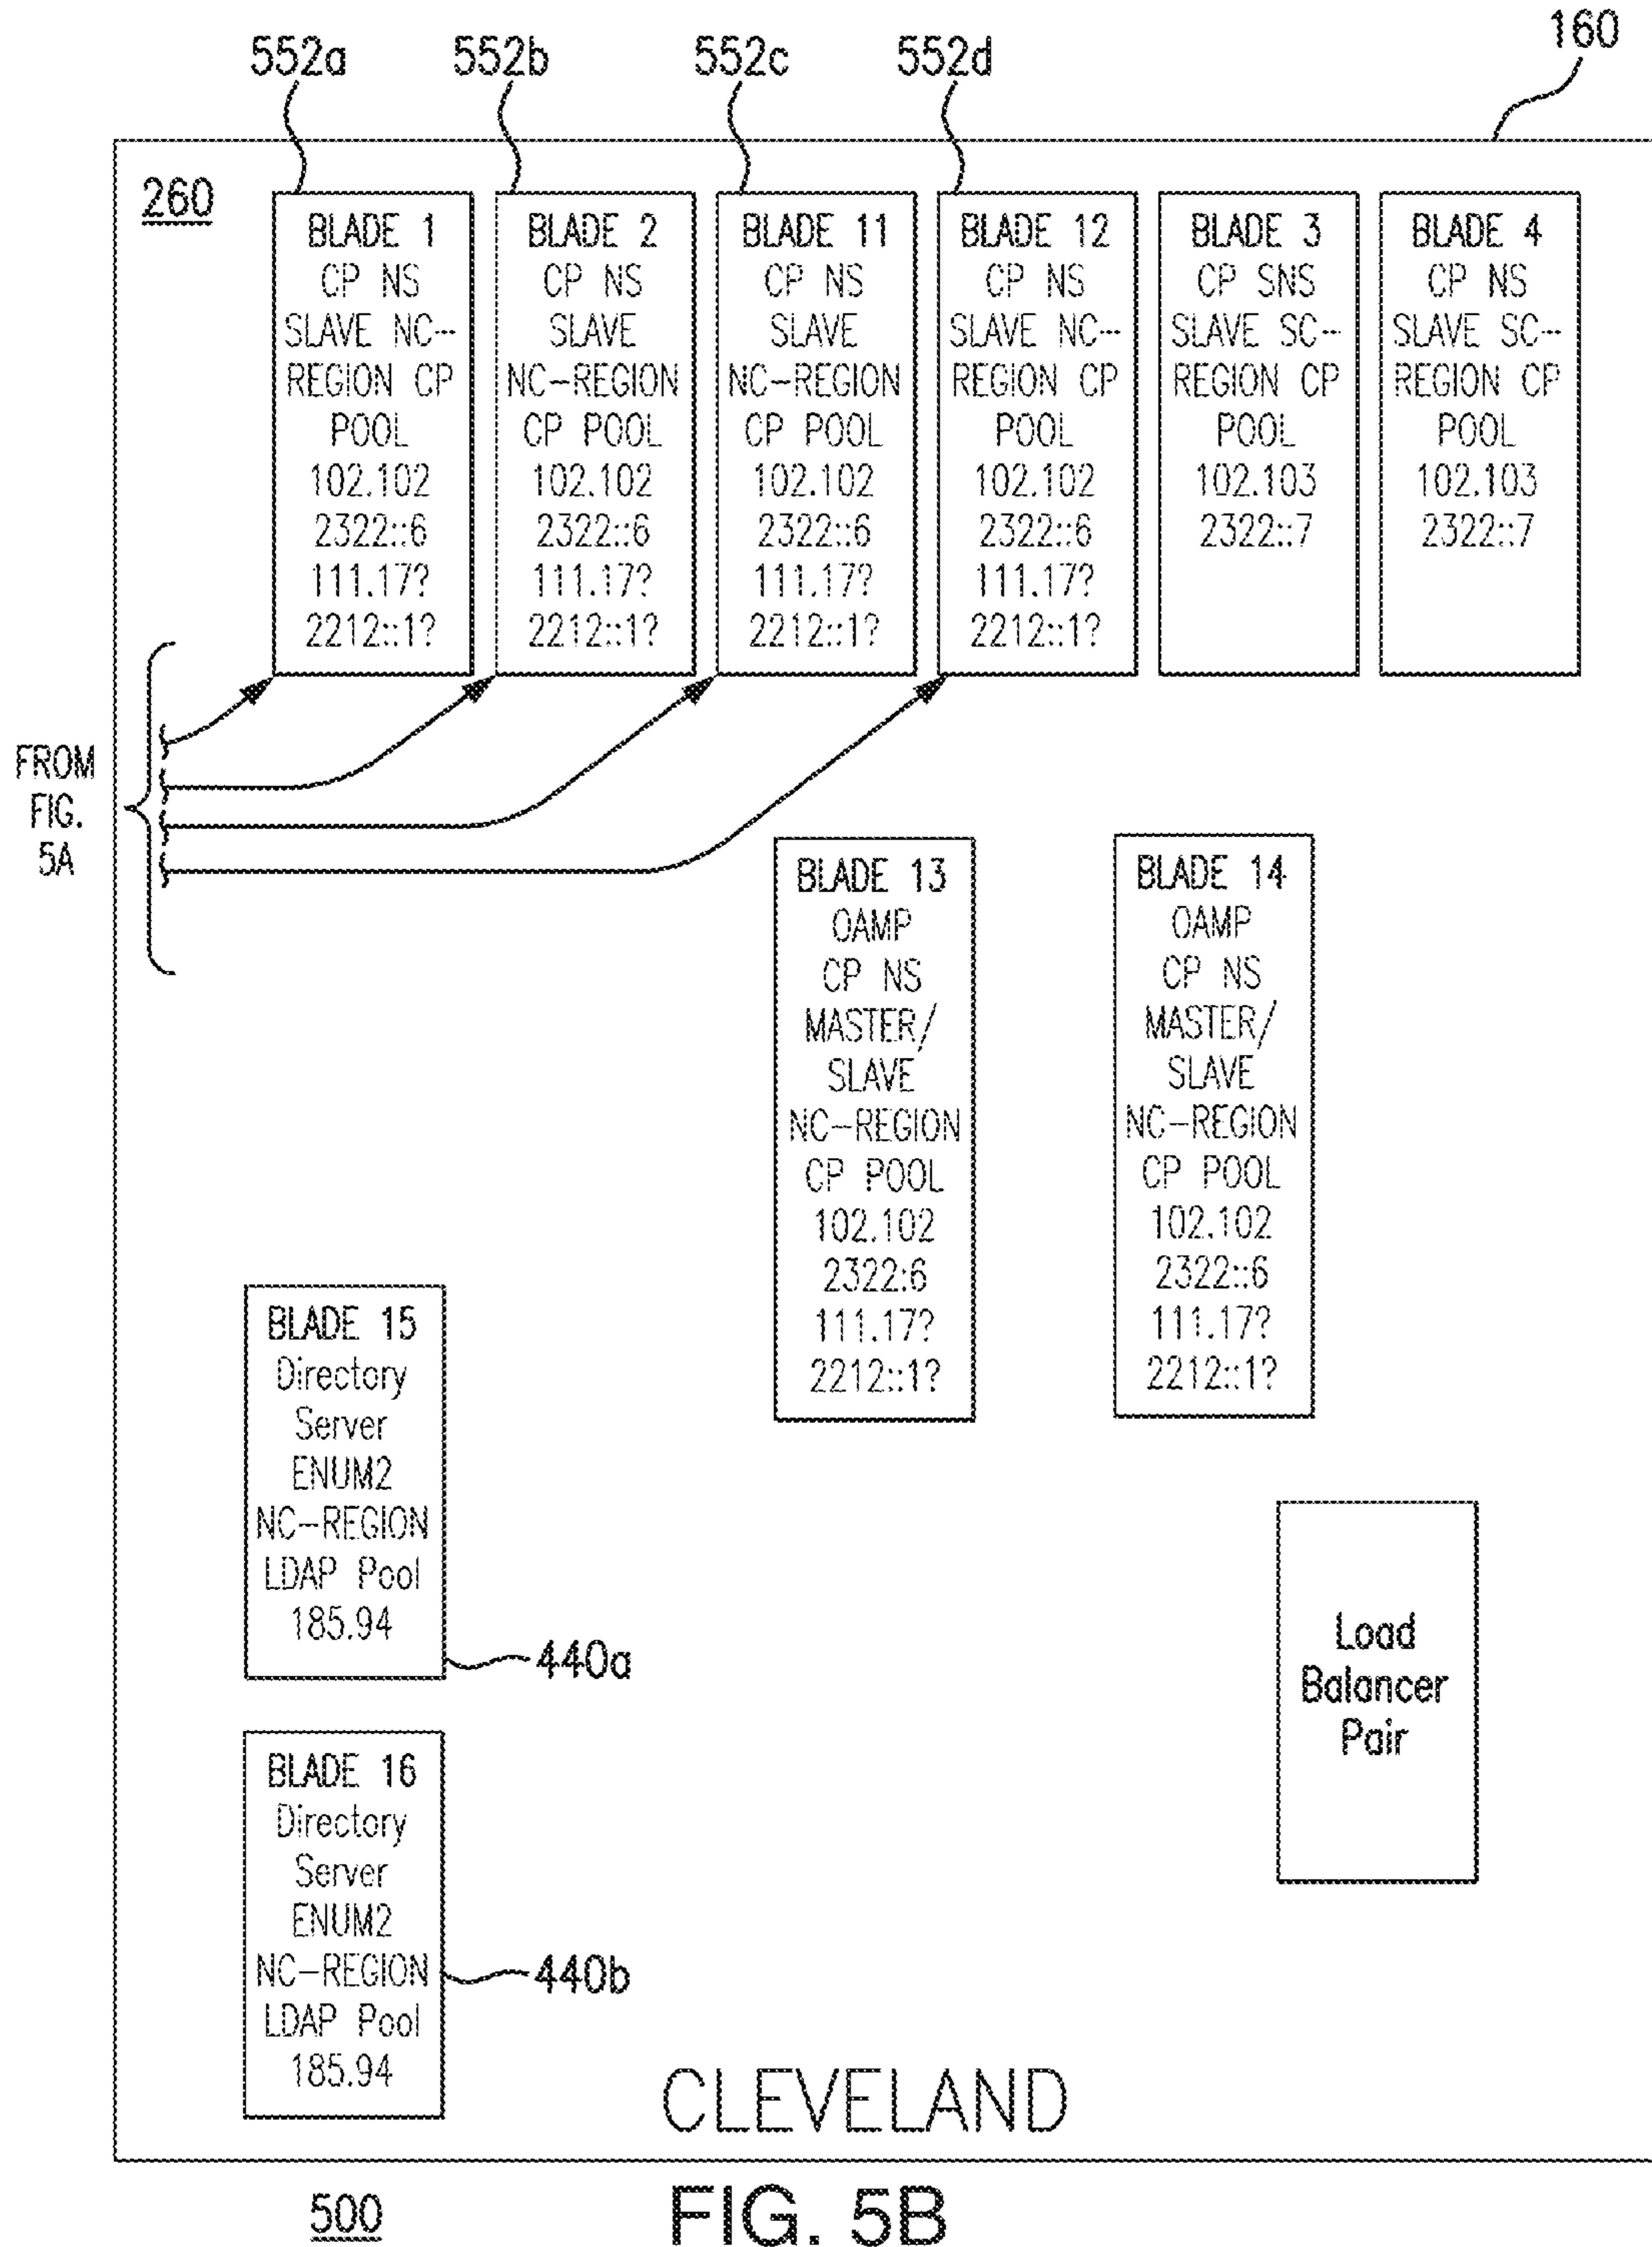 552a
552b
552c
552d
160
260
BLADE 1
CP NS
SLAVE NC-
REGION CP
POOL
102.102
2322::6
111.17?
2212::1?
BLADE 2
CP NS
SLAVE
NC-REGION
CP POOL
102.102
2322::6
111.17?
2212::1?
BLADE 11
CP NS
SLAVE
NC-REGION
CP POOL
102.102
2322::6
111.17?
2212::1?
BLADE 12
CP NS
SLAVE NC-
REGION CP
POOL
102.102
2322::6
111.17?
2212::1?
BLADE 3
CP SNS
SLAVE SC-
REGION CP
POOL
102.103
2322::7
BLADE 4
CP NS
SLAVE SC-
REGION CP
POOL
102.103
2322::7
FROM
FIG.
5A
BLADE 13
OAMP
CP NS
MASTER/
SLAVE
NC-REGION
CP POOL
102.102
2322:6
111.17?
2212::1?
BLADE 14
OAMP
CP NS
MASTER/
SLAVE
NC-REGION
CP POOL
102.102
2322::6
111.17?
2212::1?
BLADE 15
Directory
Server
ENUM2
NC-REGION
LDAP Pool
185.94
440a
Load
Balancer
Pair
BLADE 16
Directory
Server
ENUM2
NC-REGION
LDAP Pool
185.94
440b
CLEVELAND
500
FIG. 5B